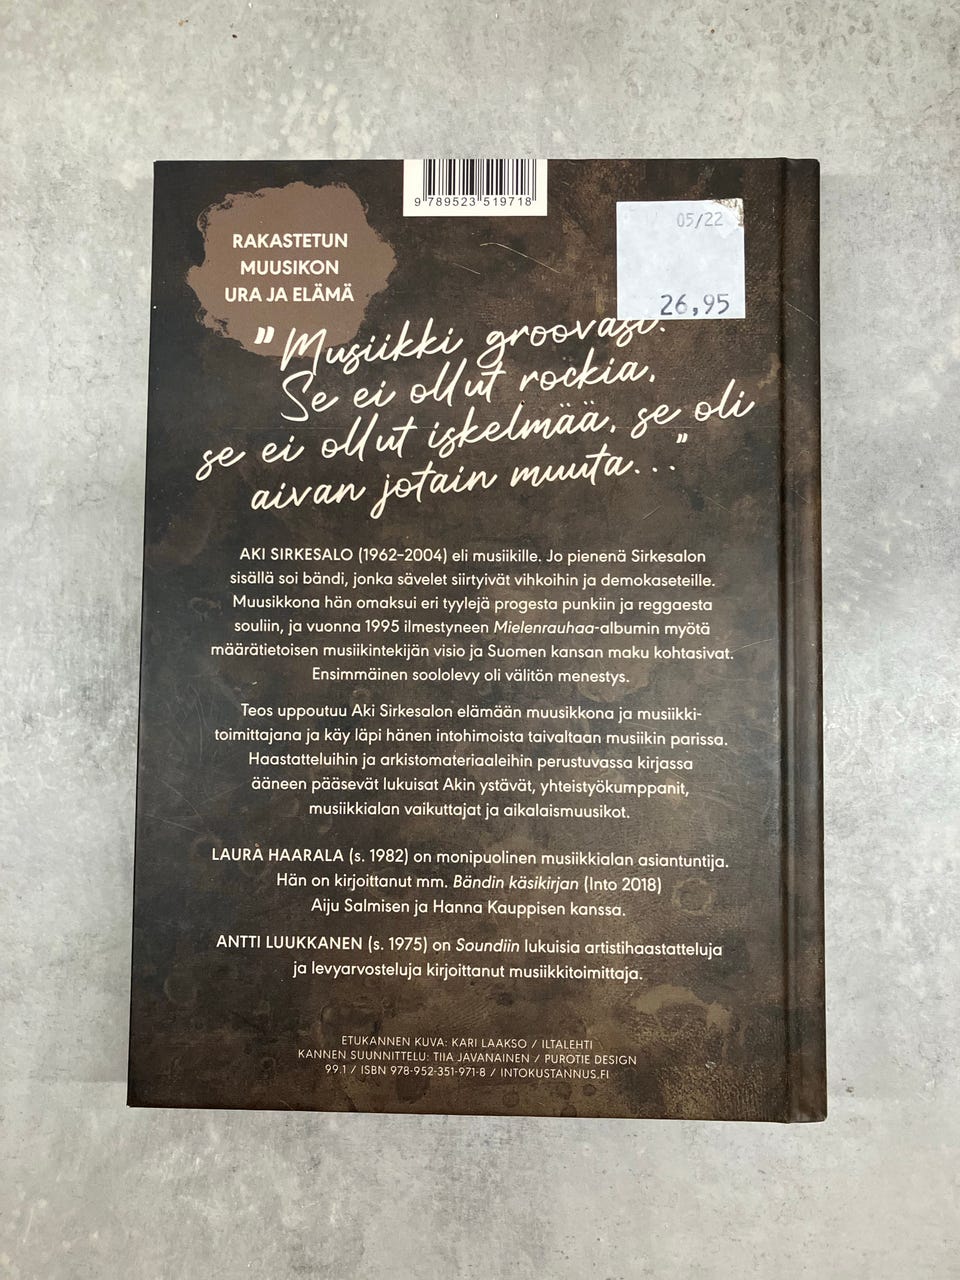 9 789523 519718
05/22
26,95
RAKASTETUN
MUUSIKON
URA JA ELÄMÄ
"Musiikki groovasi.
Se ei ollut rockia,
se ei ollut iskelmää, se oli
aivan jotain muuta..."
AKI SIRKESALO (1962–2004) eli musiikille. Jo pienenä Sirkesalon
sisällä soi bändi, jonka sävelet siirtyivät vihkoihin ja demokaseteille.
Muusikkona hän omaksui eri tyylejä progesta punkiin ja reggaesta
souliin, ja vuonna 1995 ilmestyneen Mielenrauhaa-albumin myötä
määrätietoisen musiikintekijän visio ja Suomen kansan maku kohtasivat.
Ensimmäinen soololevy oli välitön menestys.
Teos uppoutuu Aki Sirkesalon elämään muusikkona ja musiikki-
toimittajana ja käy läpi hänen intohimoista taivaltaan musiikin parissa.
Haastatteluihin ja arkistomateriaaleihin perustuvassa kirjassa
ääneen pääsevät lukuisat Akin ystävät, yhteistyökumppanit,
musiikkialan vaikuttajat ja aikalaismuusikot.
LAURA HAARALA (s. 1982) on monipuolinen musiikkialan asiantuntija.
Hän on kirjoittanut mm. Bändin käsikirjan (Into 2018)
Aiju Salmisen ja Hanna Kauppisen kanssa.
ANTTI LUUKKANEN (s. 1975) on Soundiin lukuisia artistihaastatteluja
ja levyarvosteluja kirjoittanut musiikkitoimittaja.
ETUKANNEN KUVA: KARI LAAKSO / ILTALEHTI
KANNEN SUUNNITTELU: TIIA JAVANAINEN / PUROTIE DESIGN
99.1 / ISBN 978-952-351-971-8 / INTOKUSTANNUS.FI